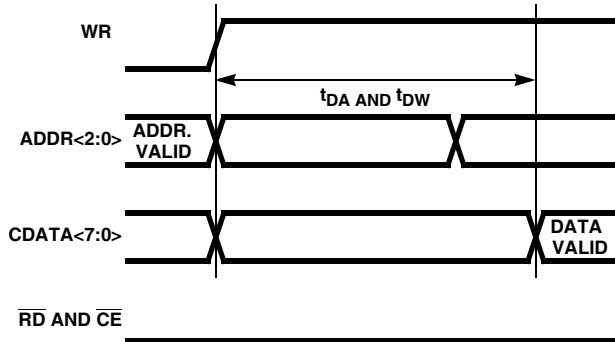 WR
tDA AND tDW
ADDR<2:0>
ADDR.
VALID
CDATA<7:0>
DATA
VALID
RD AND CE